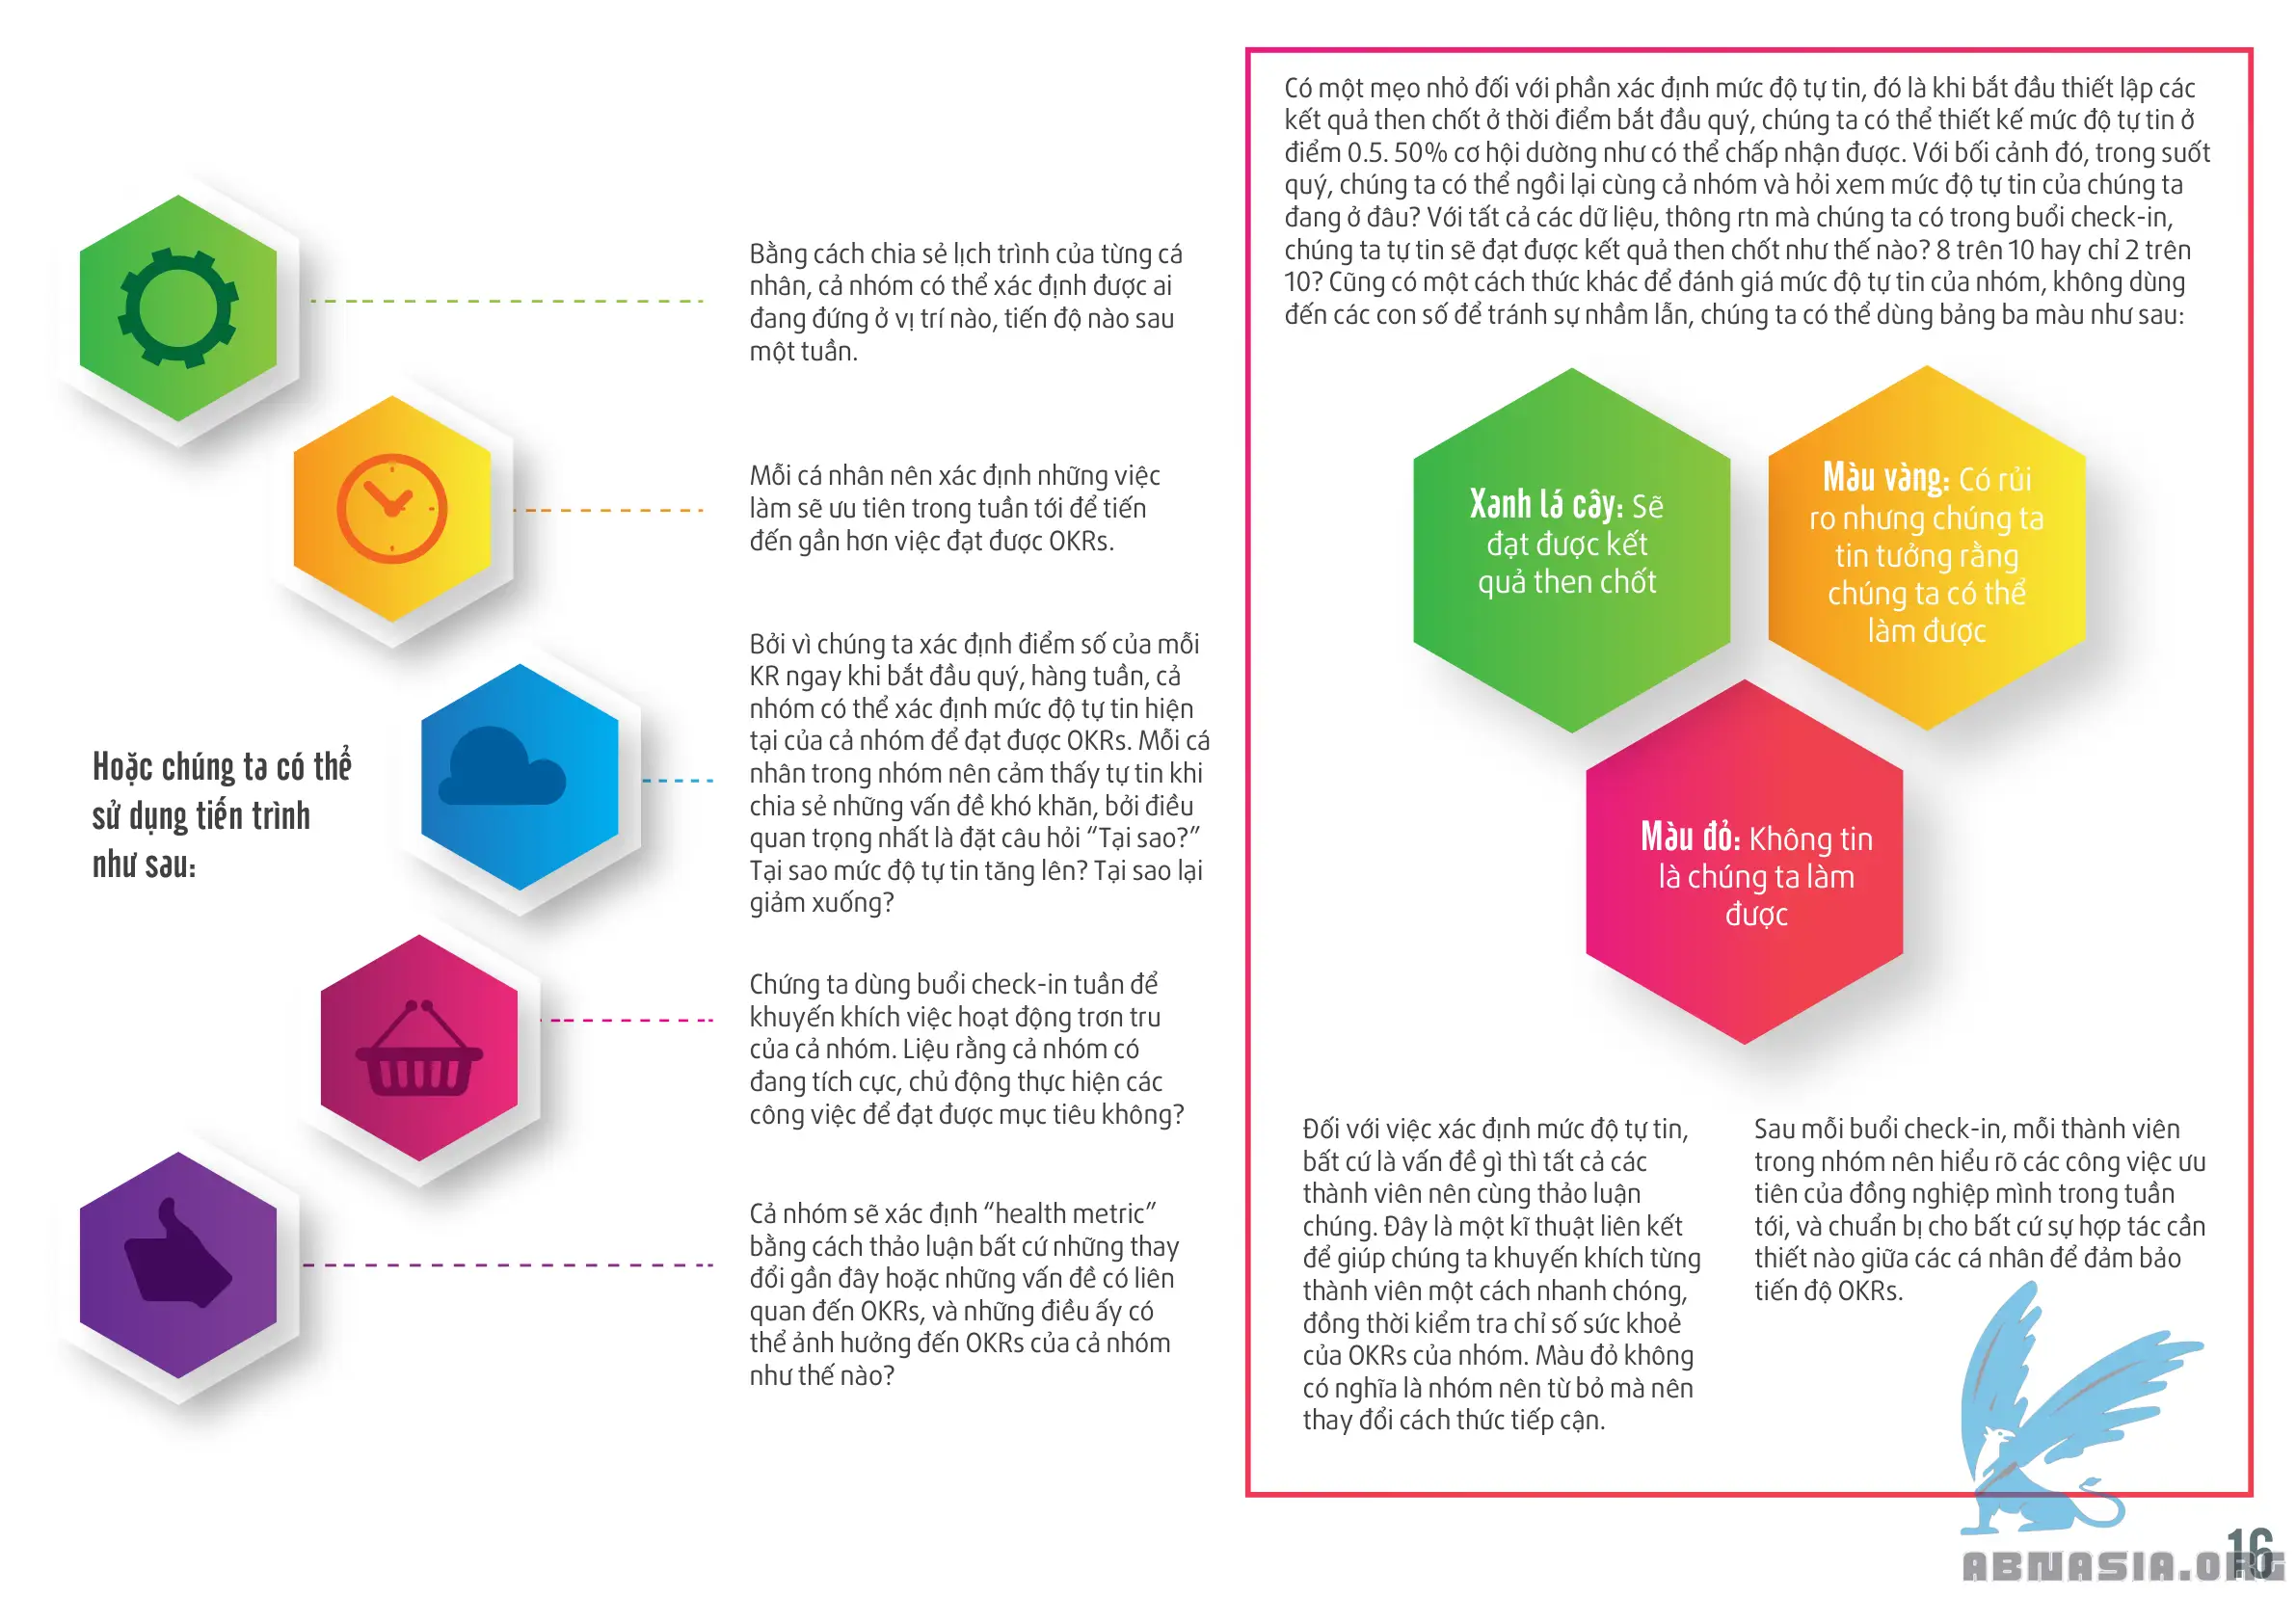 Hoặc chúng ta có thể
sử dụng tiến trình
như sau:
Bằng cách chia sẻ lịch trình của từng cá
nhân, cả nhóm có thể xác định được ai
đang đứng ở vị trí nào, tiến độ nào sau
một tuần.
Mỗi cá nhân nên xác định những việc
làm sẽ ưu tiên trong tuần tới để tiến
đến gần hơn việc đạt được OKRs.
Bởi vì chúng ta xác định điểm số của mỗi
KR ngay khi bắt đầu quý, hàng tuần, cả
nhóm có thể xác định mức độ tự tin hiện
tại của cả nhóm để đạt được OKRs. Mỗi cá
nhân trong nhóm nên cảm thấy tự tin khi
chia sẻ những vấn đề khó khăn, bởi điều
quan trọng nhất là đặt câu hỏi “Tại sao?”
Tại sao mức độ tự tin tăng lên? Tại sao lại
giảm xuống?
Chứng ta dùng buổi check-in tuần để
khuyến khích việc hoạt động trơn tru
của cả nhóm. Liệu rằng cả nhóm có
đang tích cực, chủ động thực hiện các
công việc để đạt được mục tiêu không?
Cả nhóm sẽ xác định “health metric”
bằng cách thảo luận bất cứ những thay
đổi gần đây hoặc những vấn đề có liên
quan đến OKRs, và những điều ấy có
thể ảnh hưởng đến OKRs của cả nhóm
như thế nào?
Có một mẹo nhỏ đối với phần xác định mức độ tự tin, đó là khi bắt đầu thiết lập các
kết quả then chốt ở thời điểm bắt đầu quý, chúng ta có thể thiết kế mức độ tự tin ở
điểm 0.5. 50% cơ hội dường như có thể chấp nhận được. Với bối cảnh đó, trong suốt
quý, chúng ta có thể ngồi lại cùng cả nhóm và hỏi xem mức độ tự tin của chúng ta
đang ở đâu? Với tất cả các dữ liệu, thông rtn mà chúng ta có trong buổi check-in,
chúng ta tự tin sẽ đạt được kết quả then chốt như thế nào? 8 trên 10 hay chỉ 2 trên
10? Cũng có một cách thức khác để đánh giá mức độ tự tin của nhóm, không dùng
đến các con số để tránh sự nhầm lẫn, chúng ta có thể dùng bảng ba màu như sau:
Xanh lá cây: Sẽ
đạt được kết
quả then chốt
Màu vàng: Có rủi
ro nhưng chúng ta
tin tưởng rằng
chúng ta có thể
làm được
Màu đỏ: Không tin
là chúng ta làm
được
Đối với việc xác định mức độ tự tin,
bất cứ là vấn đề gì thì tất cả các
thành viên nên cùng thảo luận
chúng. Đây là một kĩ thuật liên kết
để giúp chúng ta khuyến khích từng
thành viên một cách nhanh chóng,
đồng thời kiểm tra chỉ số sức khoẻ
của OKRs của nhóm. Màu đỏ không
có nghĩa là nhóm nên từ bỏ mà nên
thay đổi cách thức tiếp cận.
Sau mỗi buổi check-in, mỗi thành viên
trong nhóm nên hiểu rõ các công việc ưu
tiên của đồng nghiệp mình trong tuần
tới, và chuẩn bị cho bất cứ sự hợp tác cần
thiết nào giữa các cá nhân để đảm bảo
tiến độ OKRs.
16
ABNASIA.ORG